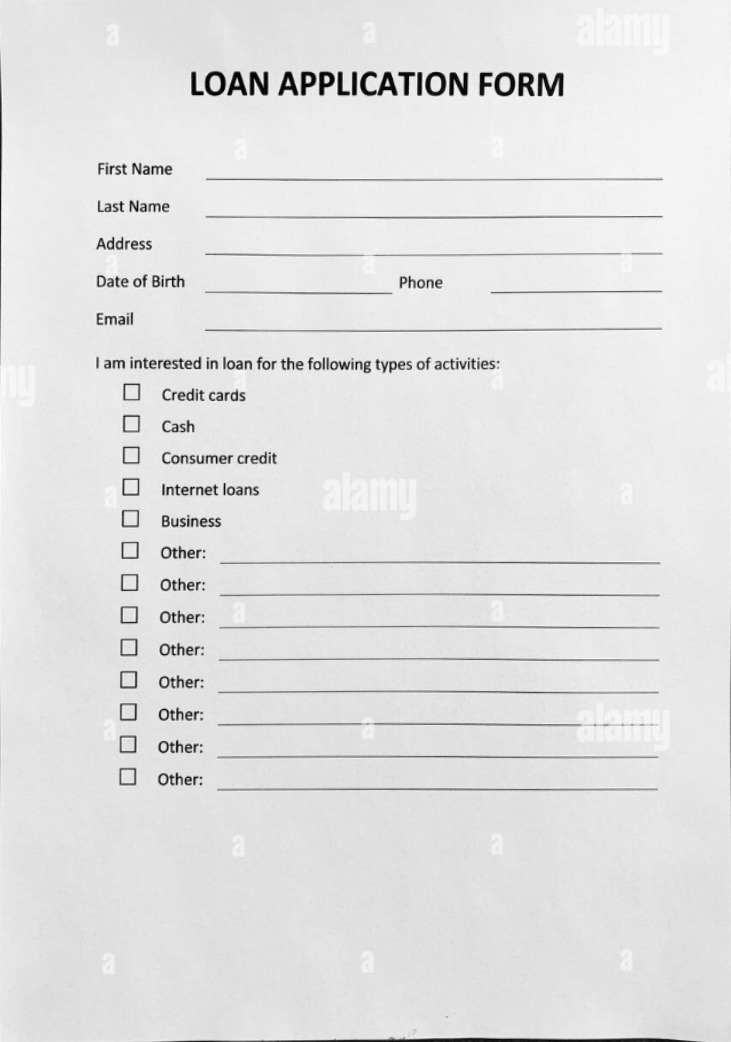 LOAN APPLICATION FORM
First Name
Last Name
Address
Date of Birth Phone
Email
I am interested in loan for the following types of activities:
Credit cards
Cash
Consumer credit
Internet loans
Business
Other:
Other:
Other:
Other:
Other:
Other:
Other:
Other:
alamy
alamy
alamy